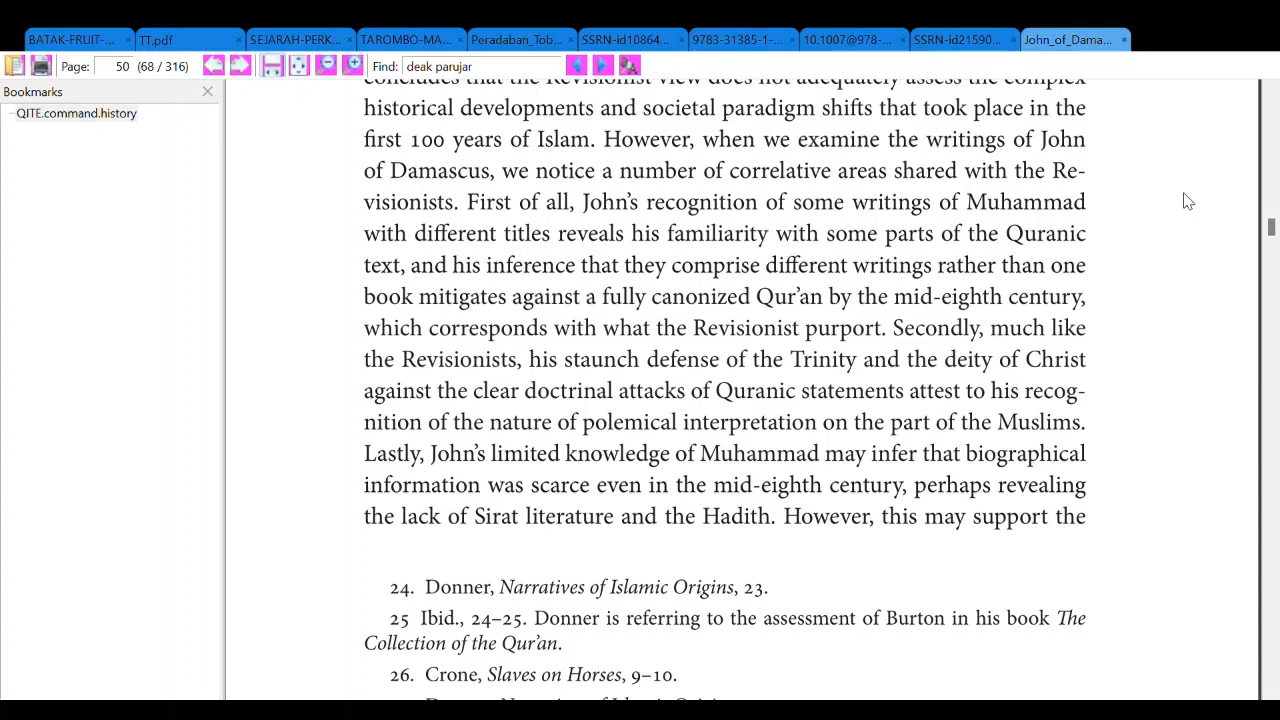 BATAK-FRUIT-... × TT.pdf × SEJARAH-PERK... × TAROMBO-MA... × Peradaban_Tob... × SSRN-id10864... × 9783-31385-1-... × 10.1007@978-... × SSRN-id21590... × John_of_Dama... ×
Page: 50 (68 / 316) Find: deak parujar
Bookmarks
QITE.command.history
concludes that the Revisionist view does not adequately assess the complex
historical developments and societal paradigm shifts that took place in the
first 100 years of Islam. However, when we examine the writings of John
of Damascus, we notice a number of correlative areas shared with the Re-
visionists. First of all, John’s recognition of some writings of Muhammad
with different titles reveals his familiarity with some parts of the Quranic
text, and his inference that they comprise different writings rather than one
book mitigates against a fully canonized Qur’an by the mid-eighth century,
which corresponds with what the Revisionist purport. Secondly, much like
the Revisionists, his staunch defense of the Trinity and the deity of Christ
against the clear doctrinal attacks of Quranic statements attest to his recog-
nition of the nature of polemical interpretation on the part of the Muslims.
Lastly, John’s limited knowledge of Muhammad may infer that biographical
information was scarce even in the mid-eighth century, perhaps revealing
the lack of Sirat literature and the Hadith. However, this may support the
24. Donner, Narratives of Islamic Origins, 23.
25 Ibid., 24–25. Donner is referring to the assessment of Burton in his book The
Collection of the Qur’an.
26. Crone, Slaves on Horses, 9–10.